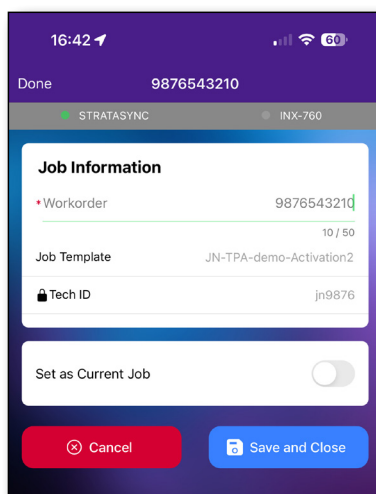 16:42 60
Done 9876543210
STRATASYNC INX-760
Job Information
* Workorder 9876543210
10 / 50
Job Template JN-TPA-demo-Activation2
Tech ID jn9876
Set as Current Job
Cancel Save and Close